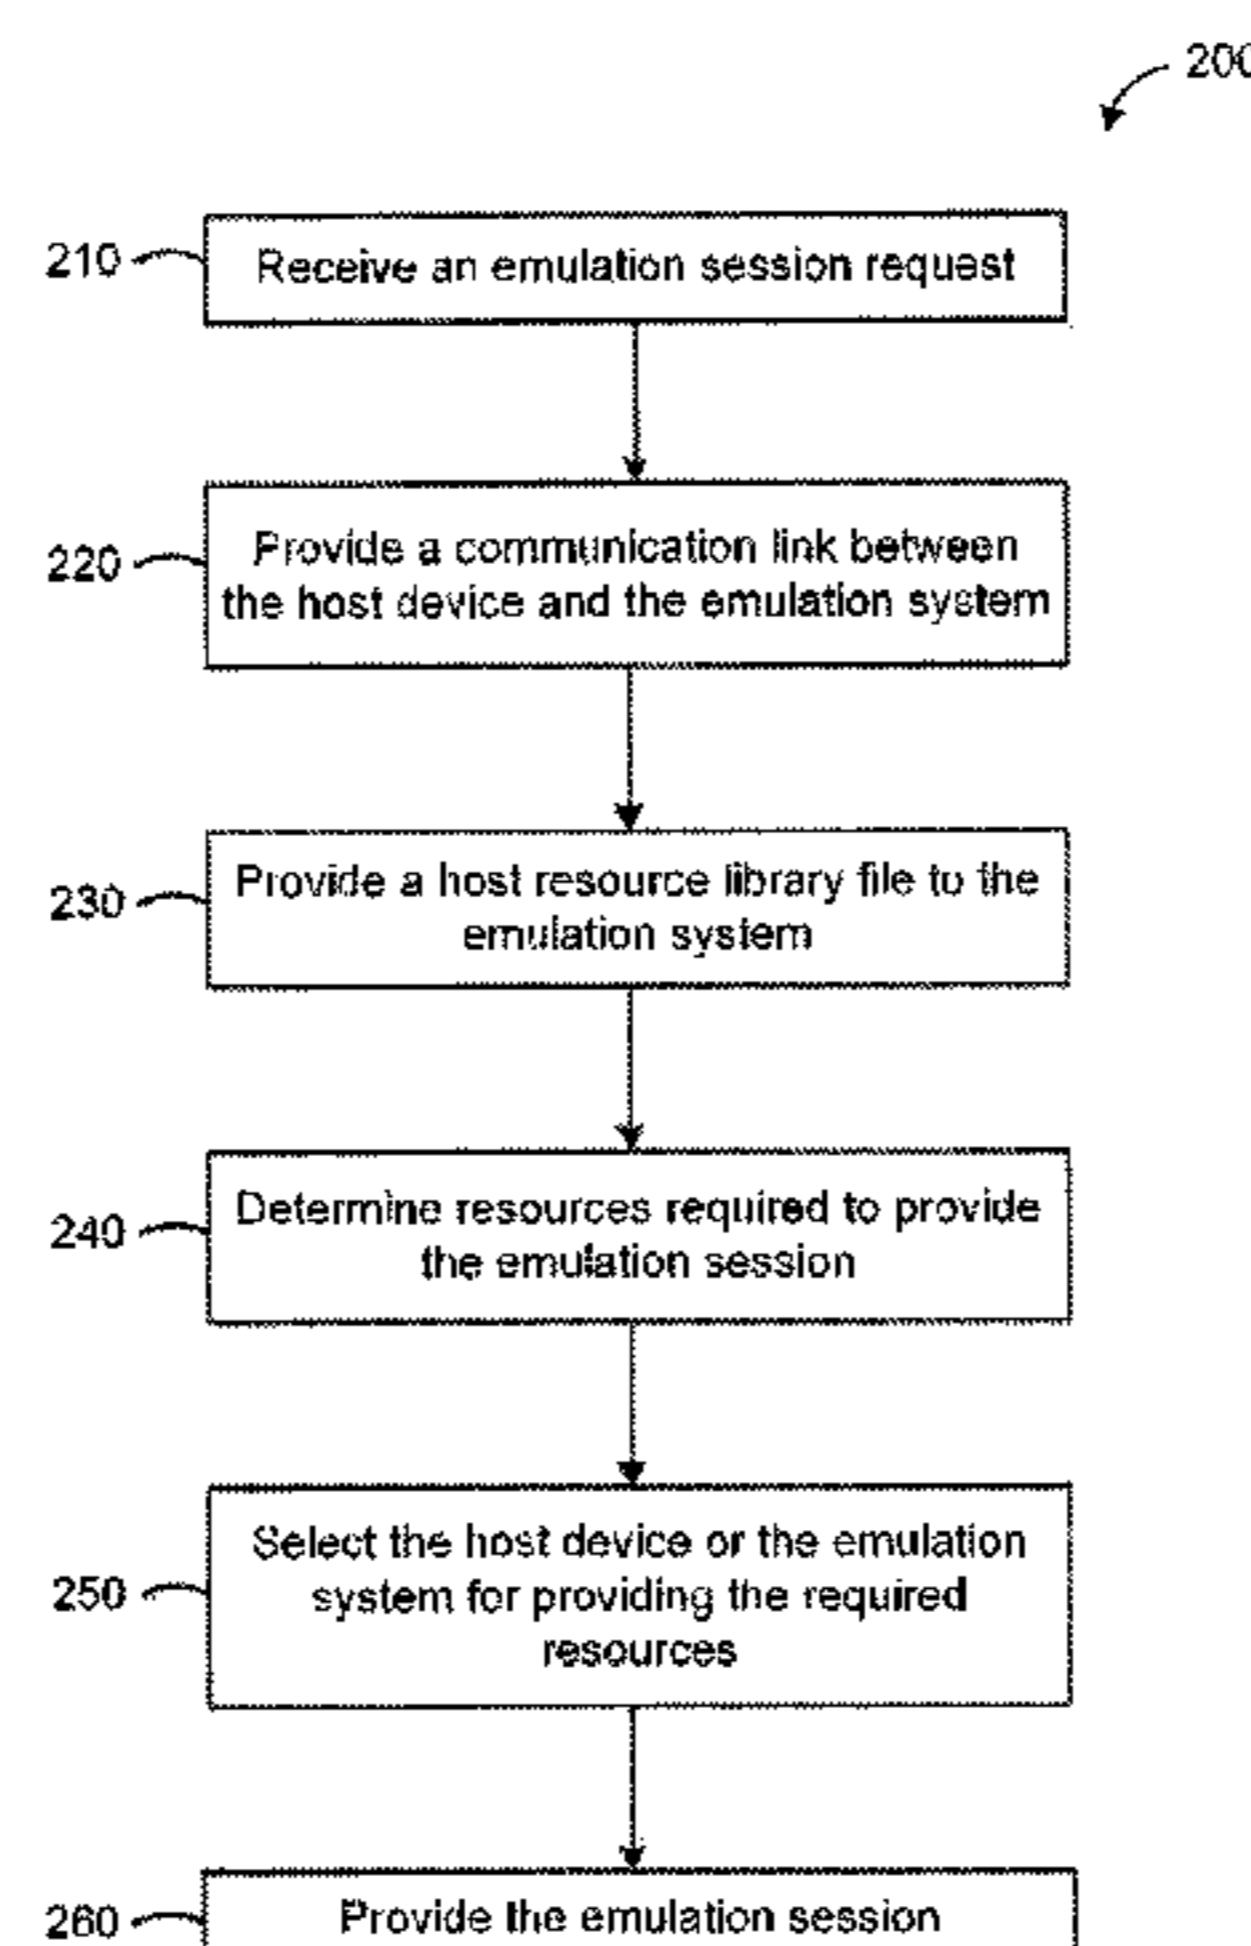 200
210
Receive an emulation session request
220
Provide a communication link between
the host device and the emulation system
230
Provide a host resource library file to the
emulation system
240
Determine resources required to provide
the emulation session
250
Select the host device or the emulation
system for providing the required
resources
260
Provide the emulation session